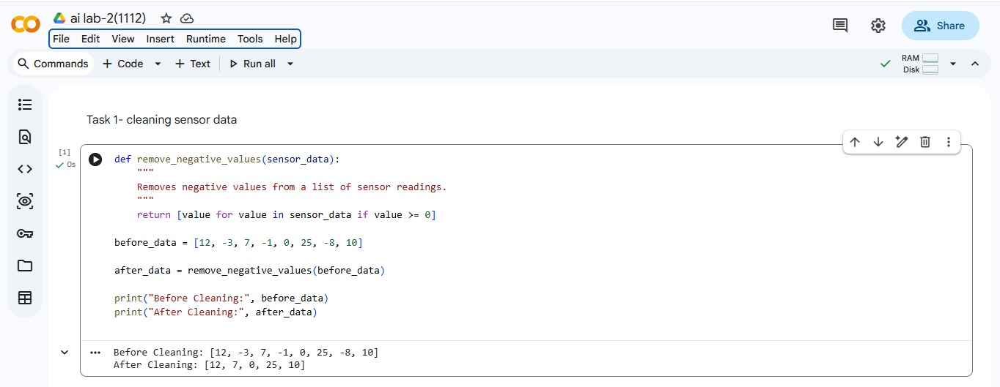 ai lab-2(1112)
File Edit View Insert Runtime Tools Help
Share
Commands + Code + Text Run all
RAM
Disk
Task 1- cleaning sensor data
[1]
0s
def remove_negative_values(sensor_data):
    """
    Removes negative values from a list of sensor readings.
    """
    return [value for value in sensor_data if value >= 0]
before_data = [12, -3, 7, -1, 0, 25, -8, 10]
after_data = remove_negative_values(before_data)
print("Before Cleaning:", before_data)
print("After Cleaning:", after_data)
Before Cleaning: [12, -3, 7, -1, 0, 25, -8, 10]
After Cleaning: [12, 7, 0, 25, 10]